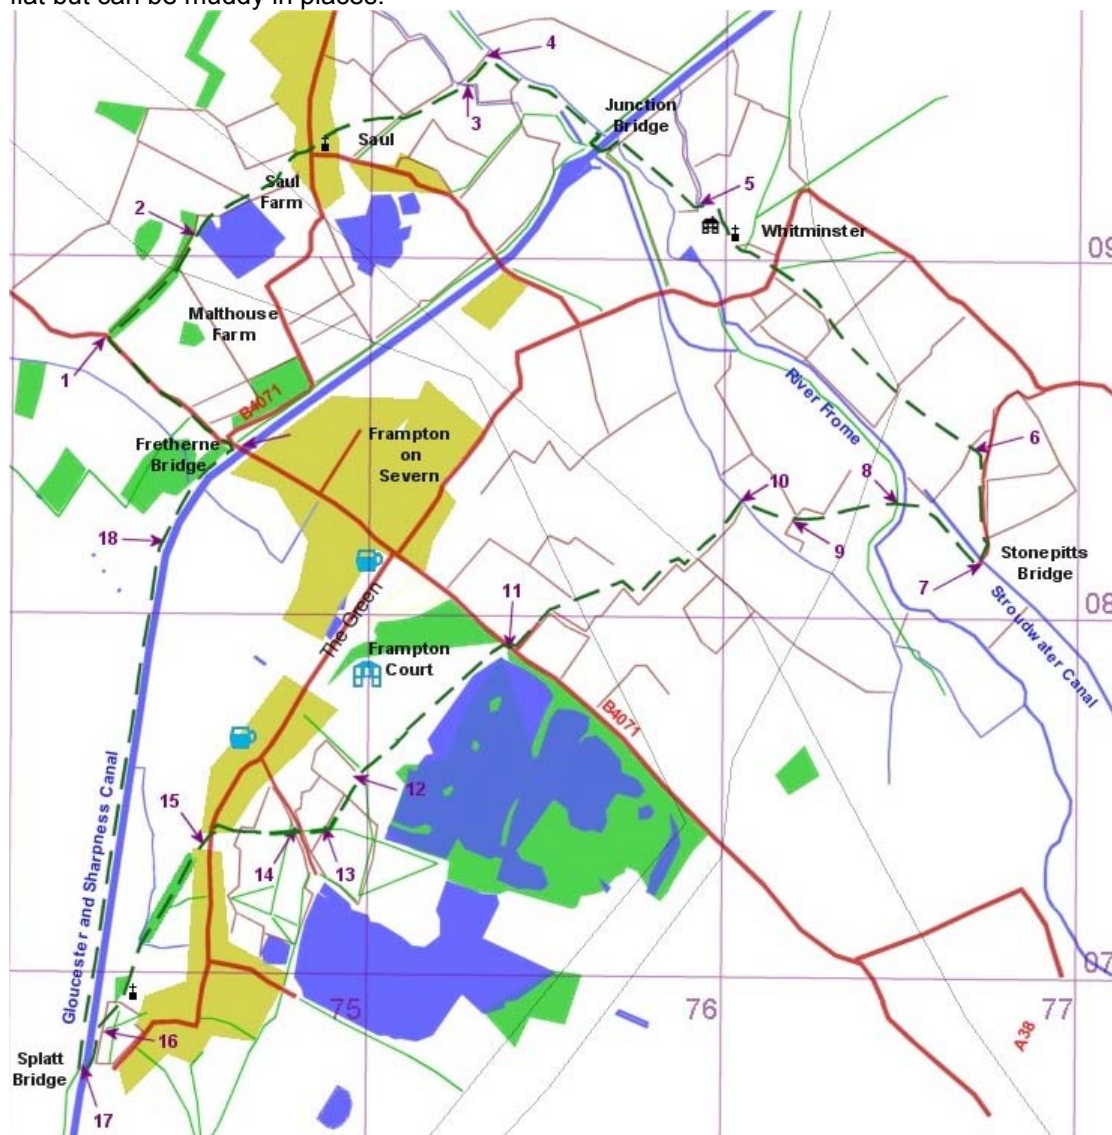 flat but can be muddy in places.
4
Junction
Bridge
3
Saul
5
Saul
Farm
2
Whitminster
09
Malthouse
Farm
1
B4071
River Frome
Fretherne
Bridge
Frampton
on
Severn
6
10
8
18
9
Stonepitts
Bridge
7
11
08
The Green
Stroudwater Canal
Frampton
Court
B4071
12
Gloucester and Sharpness Canal
15
14
13
07
75
76
77
16
A38
Splatt
Bridge
17